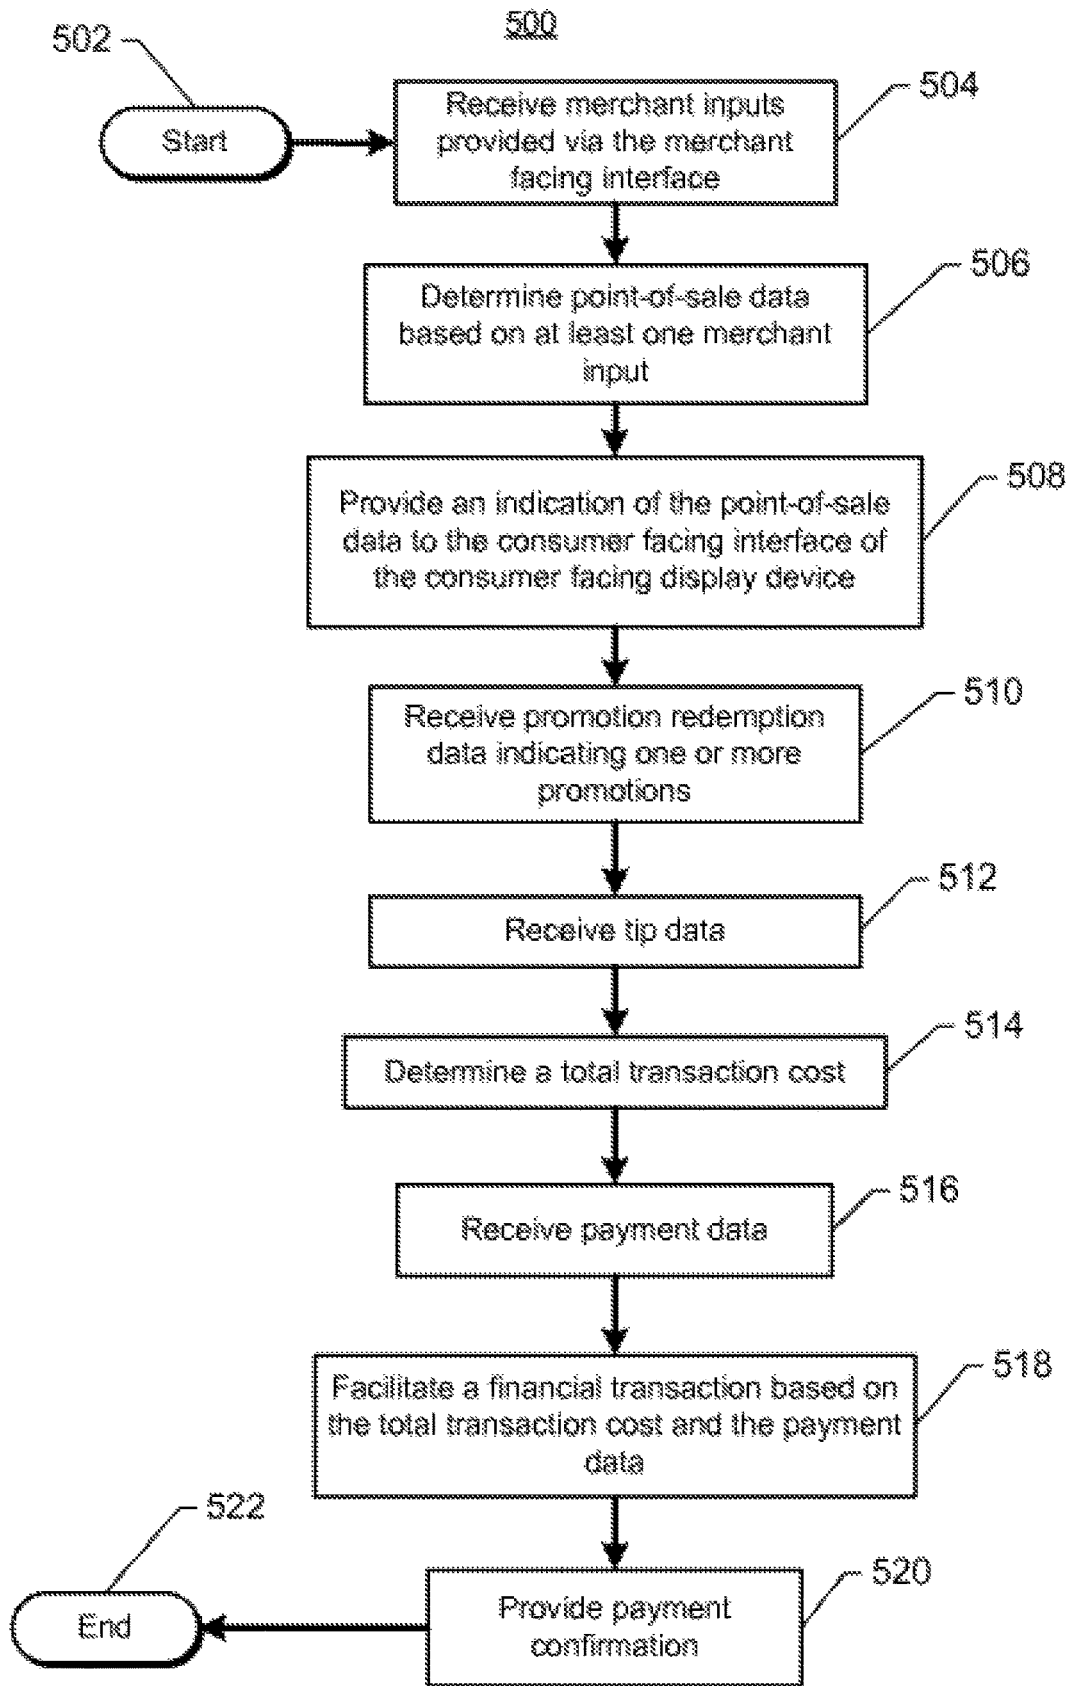 500
502
Start
504
Receive merchant inputs
provided via the merchant
facing interface
506
Determine point-of-sale data
based on at least one merchant
input
508
Provide an indication of the point-of-sale
data to the consumer facing interface of
the consumer facing display device
510
Receive promotion redemption
data indicating one or more
promotions
512
Receive tip data
514
Determine a total transaction cost
516
Receive payment data
518
Facilitate a financial transaction based on
the total transaction cost and the payment
data
520
Provide payment
confirmation
522
End